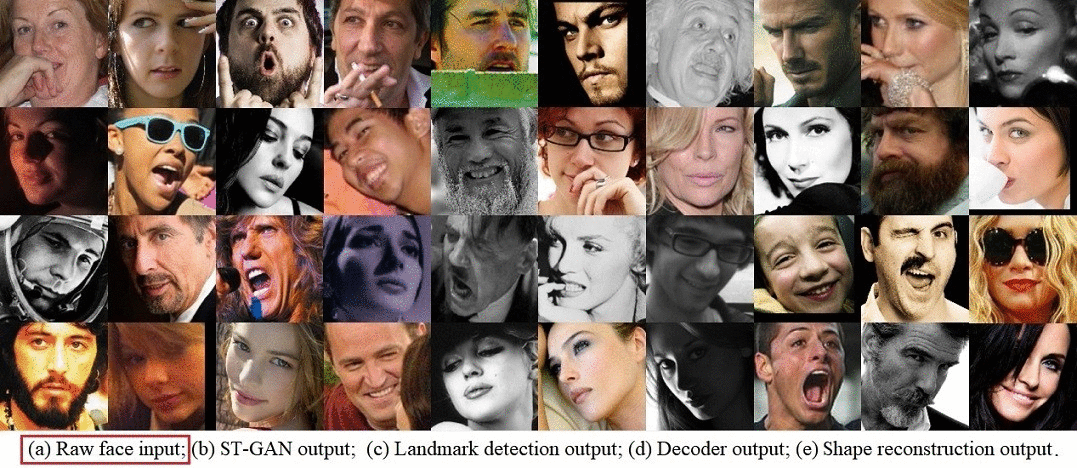 (a) Raw face input; (b) ST-GAN output; (c) Landmark detection output; (d) Decoder output; (e) Shape reconstruction output.